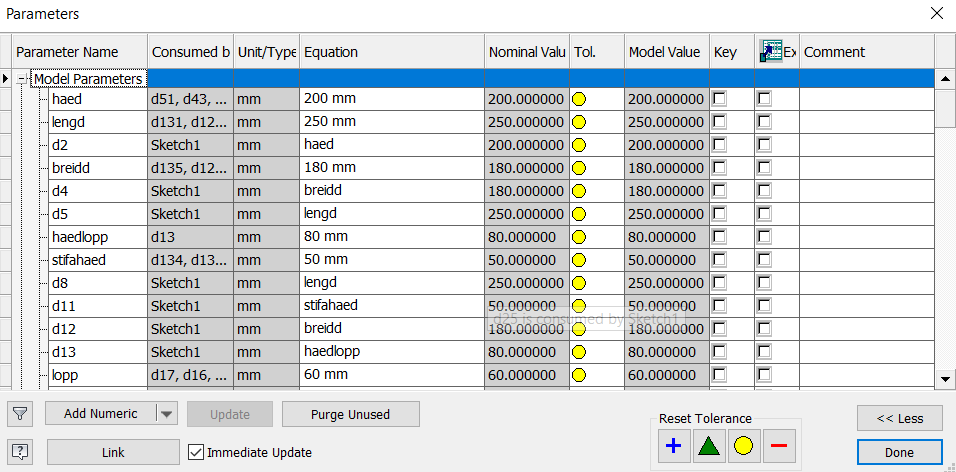 Parameters
Parameter Name Consumed b Unit/Type Equation Nominal Valu Tol. Model Value Key Ex Comment
Model Parameters
haed d51, d43, ... mm 200 mm 200.000000 200.000000
lengd d131, d12... mm 250 mm 250.000000 250.000000
d2 Sketch1 mm haed 200.000000 200.000000
breidd d135, d12... mm 180 mm 180.000000 180.000000
d4 Sketch1 mm breidd 180.000000 180.000000
d5 Sketch1 mm lengd 250.000000 250.000000
haedlopp d13 mm 80 mm 80.000000 80.000000
stifahaed d134, d13... mm 50 mm 50.000000 50.000000
d8 Sketch1 mm lengd 250.000000 250.000000
d11 Sketch1 mm stifahaed 50.000000 50.000000
d25 is consumed by Sketch1
d12 Sketch1 mm breidd 180.000000 180.000000
d13 Sketch1 mm haedlopp 80.000000 80.000000
lopp d17, d16, ... mm 60 mm 60.000000 60.000000
Add Numeric Update Purge Unused Reset Tolerance << Less
Link Immediate Update Done